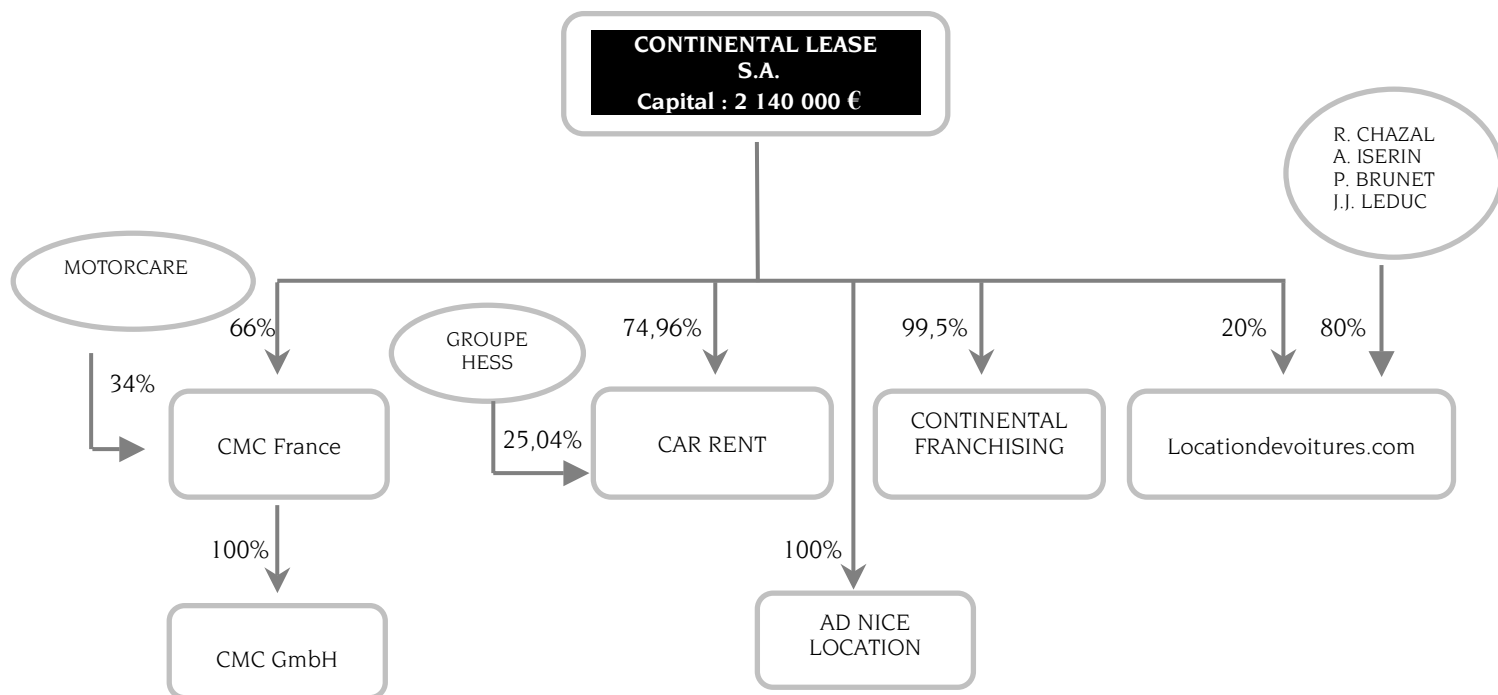 CONTINENTAL LEASE
S.A.
Capital : 2 140 000 €
R. CHAZAL
A. ISERIN
P. BRUNET
J.J. LEDUC
MOTORCARE
66%
GROUPE
HESS
74,96%
99,5%
20%
80%
34%
CMC France
25,04%
CAR RENT
CONTINENTAL
FRANCHISING
Locationdevoitures.com
100%
100%
CMC GmbH
AD NICE
LOCATION